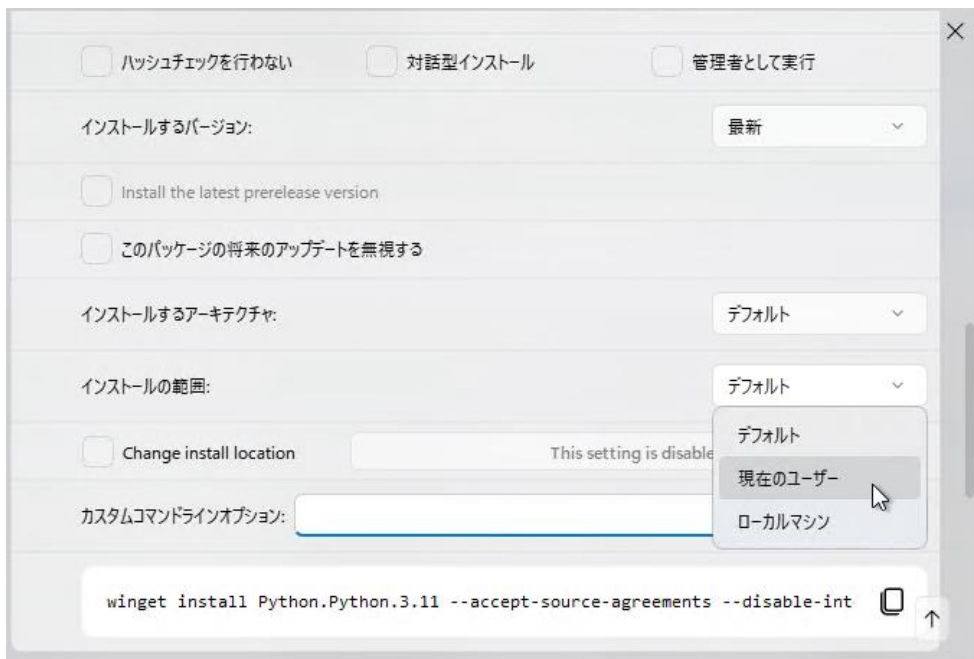 ハッシュチェックを行わない 対話型インストール 管理者として実行
インストールするバージョン: 最新
Install the latest prerelease version
このパッケージの将来のアップデートを無視する
インストールするアーキテクチャ: デフォルト
インストールの範囲: デフォルト
デフォルト
Change install location This setting is disable
現在のユーザー
カスタムコマンドラインオプション: ローカルマシン
winget install Python.Python.3.11 --accept-source-agreements --disable-int